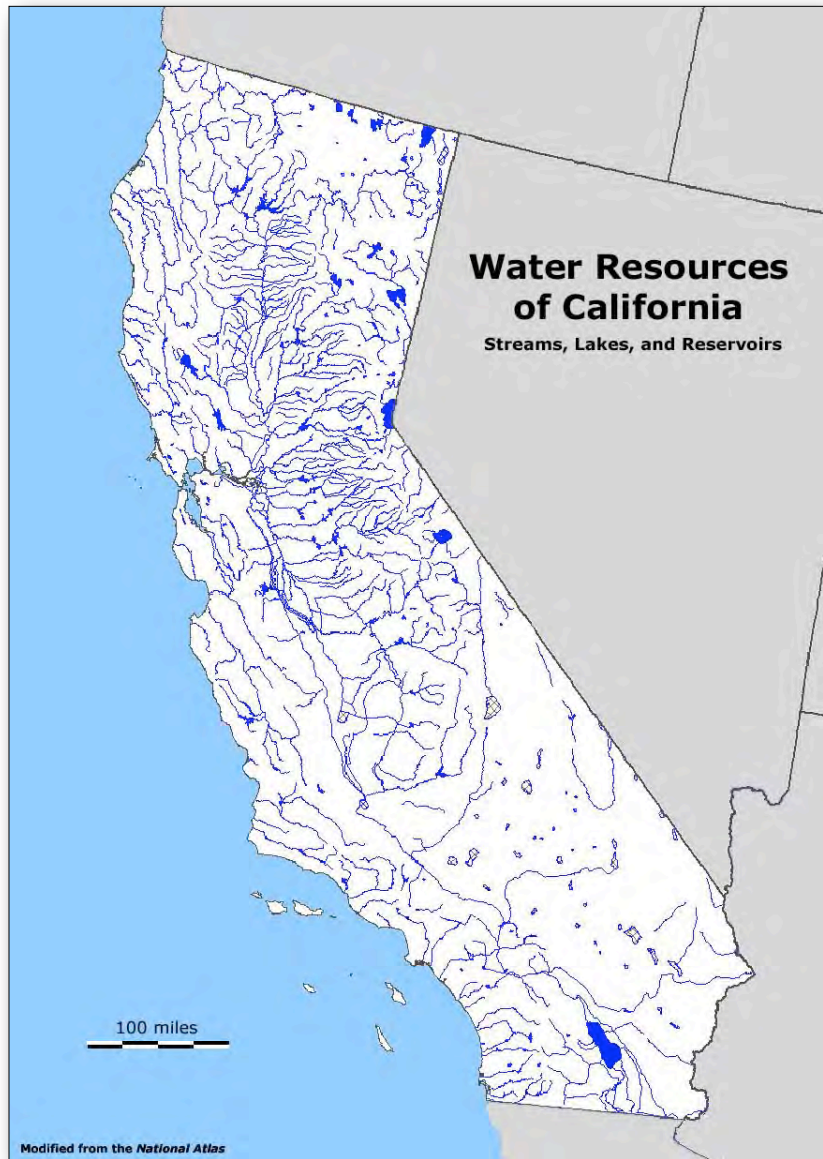 Water Resources
of California
Streams, Lakes, and Reservoirs
100 miles
Modified from the National Atlas